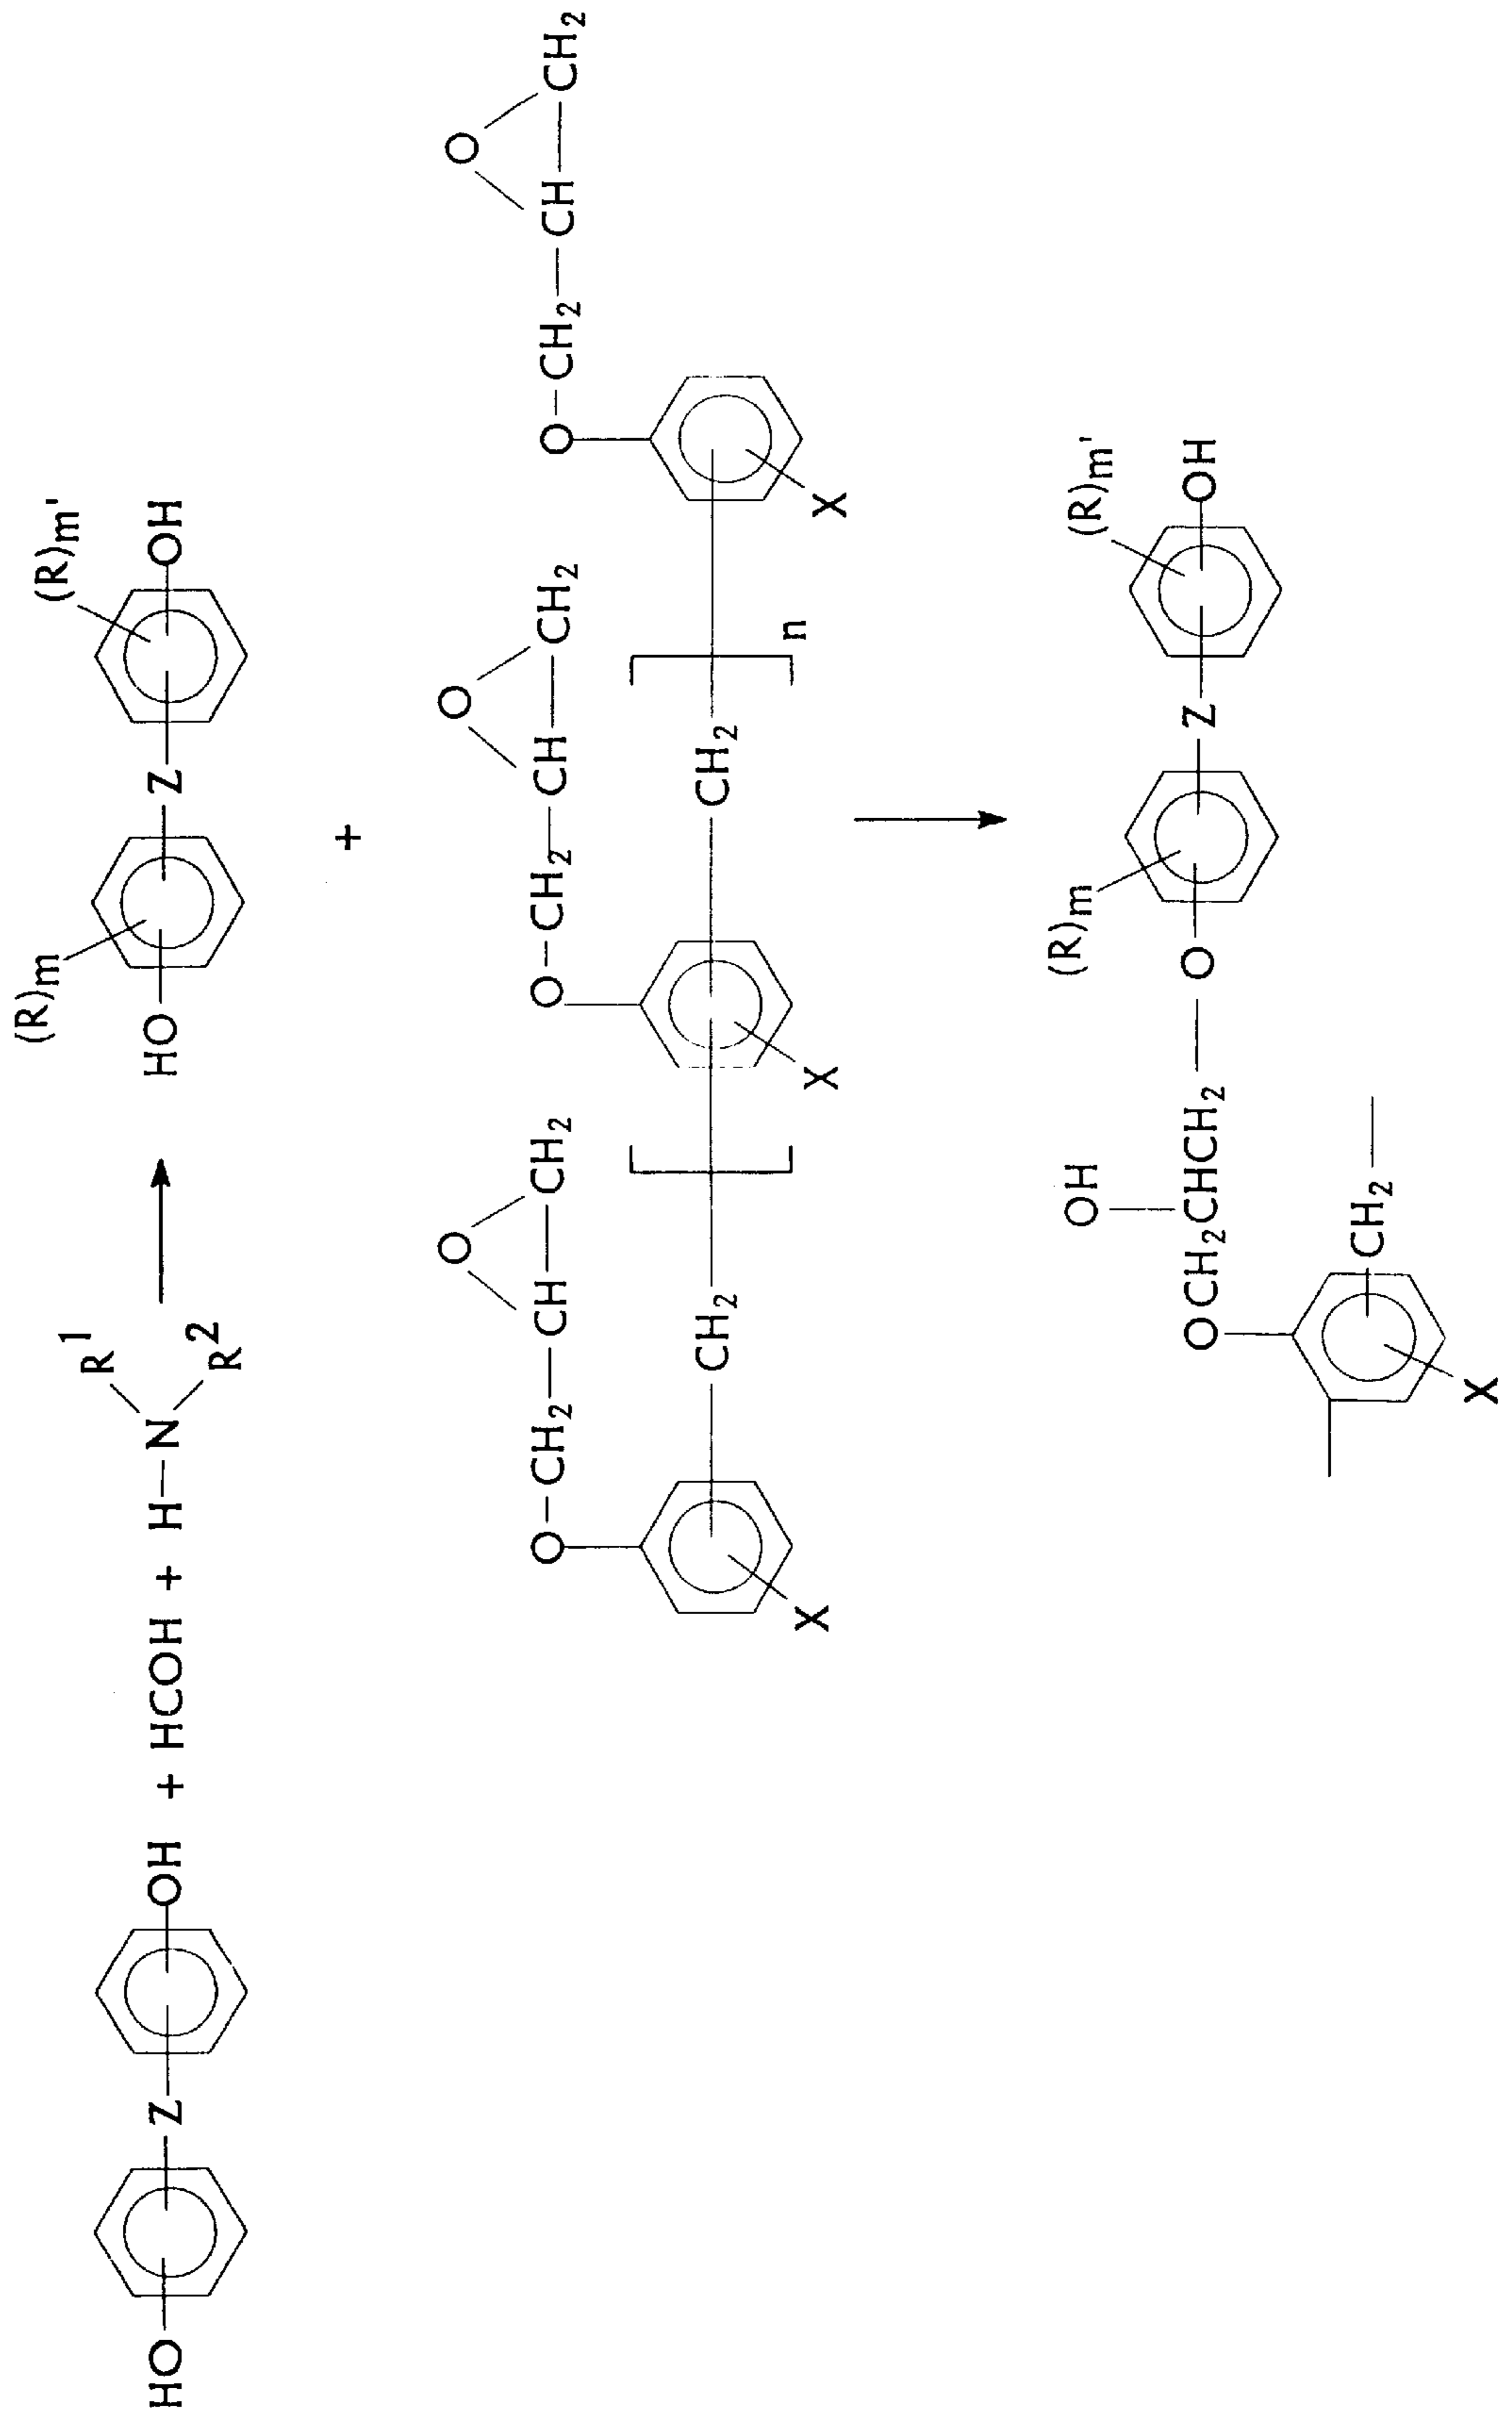 (R)m (R)m'
R1
HO—Z—OH + HCOH + H—N → HO—Z—OH
R2
+
O O O
O—CH2—CH—CH2 O—CH2—CH—CH2 O—CH2—CH—CH2
CH2 [ CH2 ]n
X X X
(R)m (R)m'
OH
OCH2CHCH2—O—Z—OH
CH2—
X